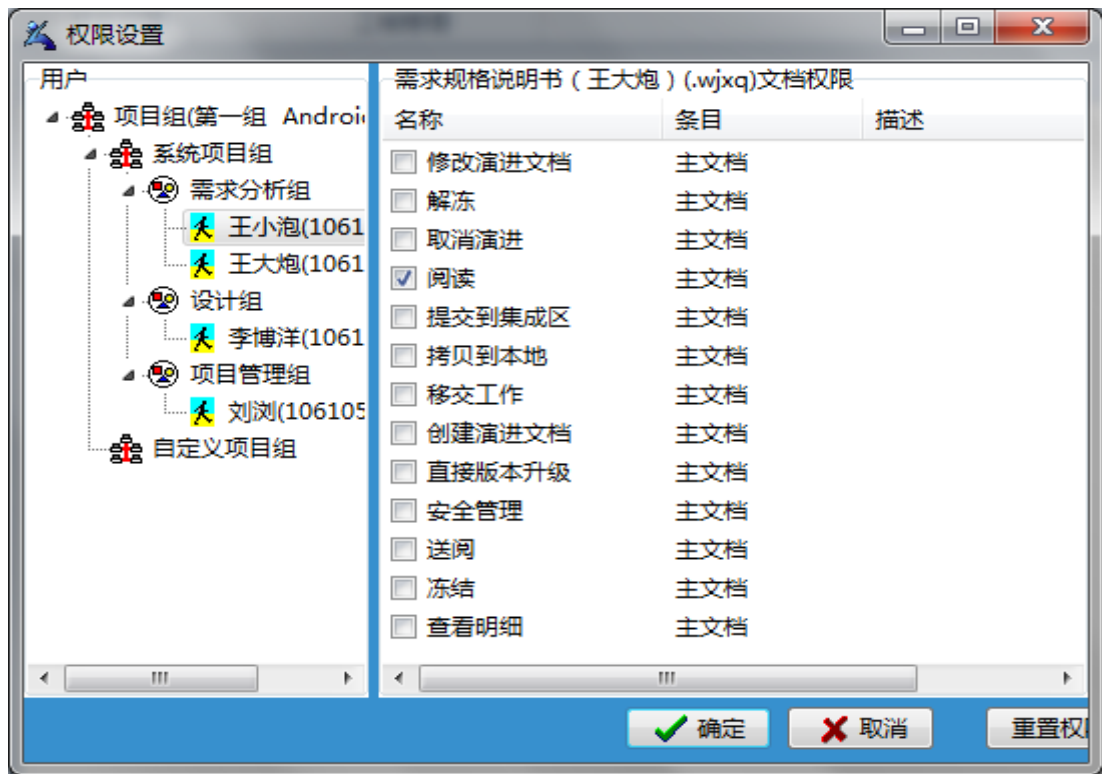 权限设置
用户
项目组(第一组 Androi
系统项目组
需求分析组
王小泡(1061
王大炮(1061
设计组
李博洋(1061
项目管理组
刘浏(106105
自定义项目组
需求规格说明书(王大炮)(.wjxq)文档权限
名称 条目 描述
修改演进文档 主文档
解冻 主文档
取消演进 主文档
阅读 主文档
提交到集成区 主文档
拷贝到本地 主文档
移交工作 主文档
创建演进文档 主文档
直接版本升级 主文档
安全管理 主文档
送阅 主文档
冻结 主文档
查看明细 主文档
确定 取消 重置权